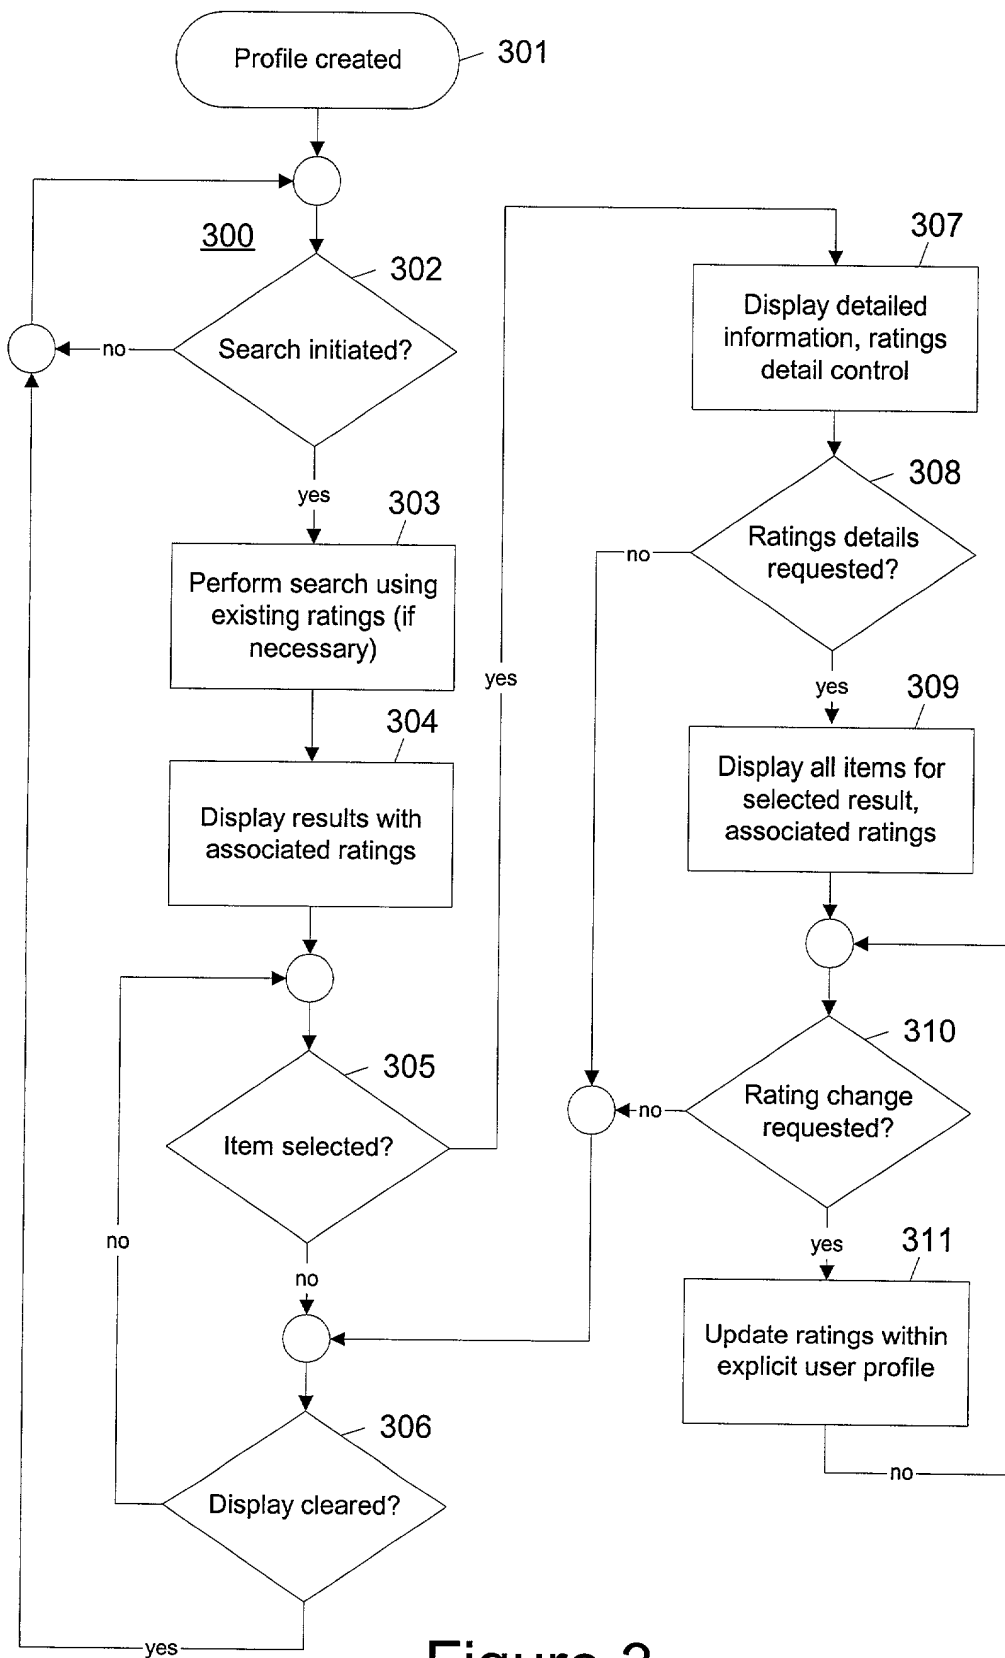 Profile created
301
300
302
Search initiated?
no
yes
303
Perform search using
existing ratings (if
necessary)
304
Display results with
associated ratings
305
Item selected?
yes
no
no
306
Display cleared?
yes
307
Display detailed
information, ratings
detail control
308
Ratings details
requested?
no
yes
309
Display all items for
selected result,
associated ratings
310
Rating change
requested?
no
yes
311
Update ratings within
explicit user profile
no
Figure 3